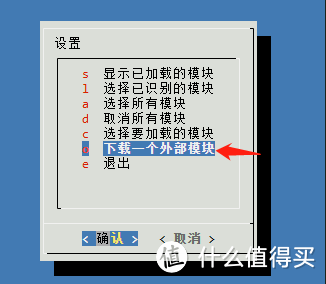 设置
s 显示已加载的模块
l 选择已识别的模块
a 选择所有模块
d 取消所有模块
c 选择要加载的模块
下载一个外部模块
e 退出
< 确认 > < 取消 >
值 什么值得买